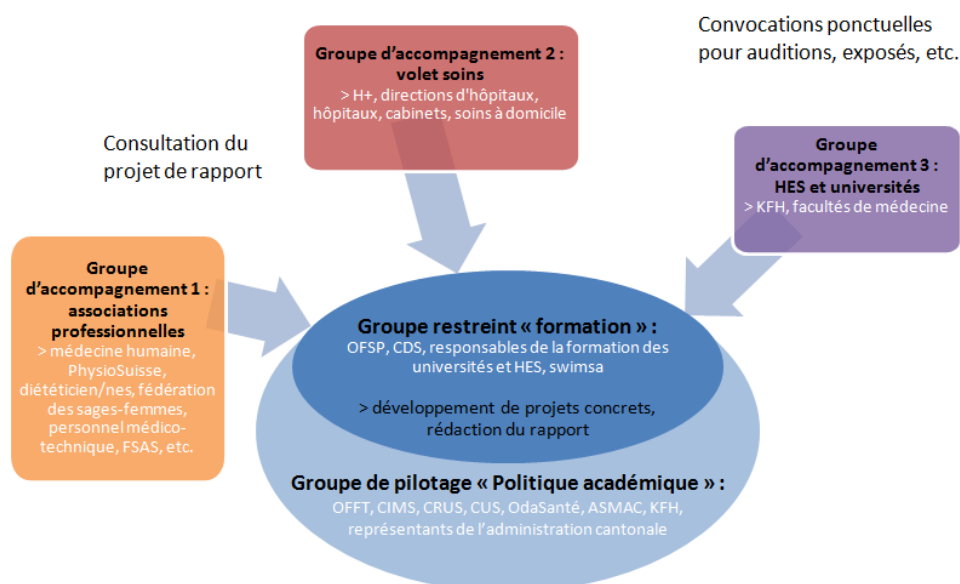 Convocations ponctuelles
pour auditions, exposés, etc.
Groupe d'accompagnement 2 :
volet soins
> H+, directions d'hôpitaux,
hôpitaux, cabinets, soins à domicile
Consultation du
projet de rapport
Groupe
d'accompagnement 3 :
HES et universités
> KFH, facultés de médecine
Groupe
d'accompagnement 1 :
associations
professionnelles
> médecine humaine,
PhysioSuisse,
diététicien/nes, fédération
des sages-femmes,
personnel médico-
technique, FSAS, etc.
Groupe restreint « formation » :
OFSP, CDS, responsables de la formation des
universités et HES, swimsa
> développement de projets concrets,
rédaction du rapport
Groupe de pilotage « Politique académique » :
OFFT, CIMS, CRUS, CUS, OdaSanté, ASMAC, KFH,
représentants de l'administration cantonale